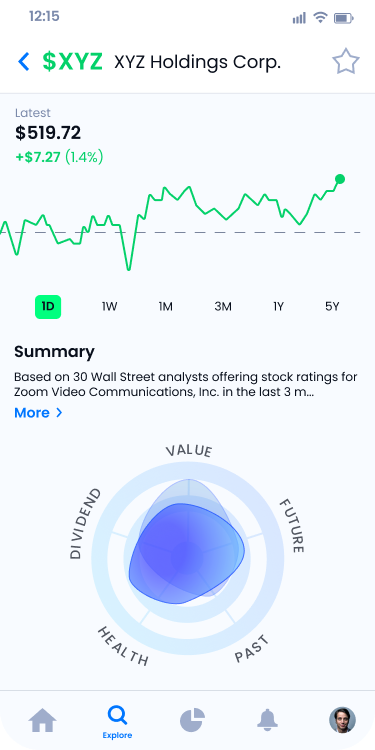 12:15
$XYZ XYZ Holdings Corp.
Latest
$519.72
+$7.27 (1.4%)
1D 1W 1M 3M 1Y 5Y
Summary
Based on 30 Wall Street analysts offering stock ratings for
Zoom Video Communications, Inc. in the last 3 m...
More
VALUE
DIVIDEND
FUTURE
HEALTH
PAST
Explore